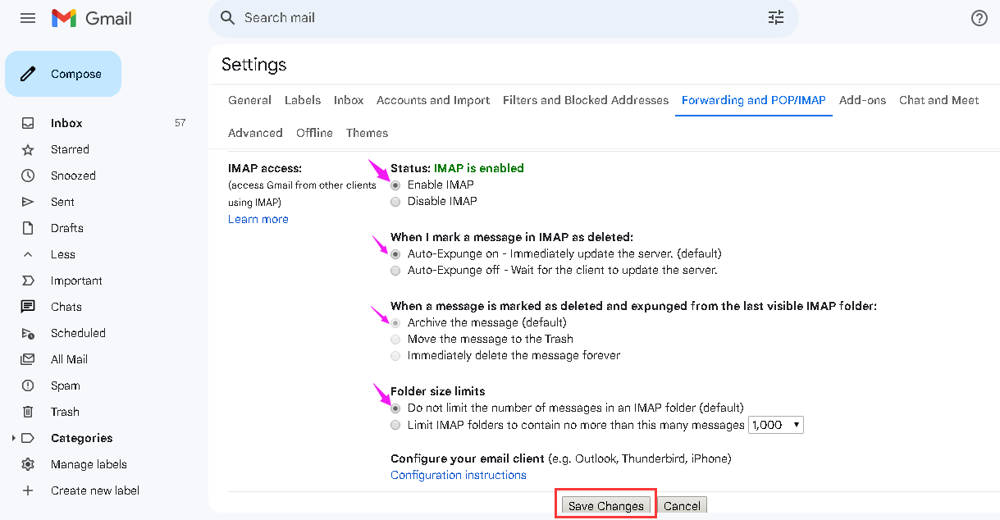 Gmail
Search mail
Compose
Inbox 57
Starred
Snoozed
Sent
Drafts
Less
Important
Chats
Scheduled
All Mail
Spam
Trash
Categories
Manage labels
Create new label
Settings
General Labels Inbox Accounts and Import Filters and Blocked Addresses Forwarding and POP/IMAP Add-ons Chat and Meet
Advanced Offline Themes
IMAP access:
(access Gmail from other clients
using IMAP)
Learn more
Status: IMAP is enabled
Enable IMAP
Disable IMAP
When I mark a message in IMAP as deleted:
Auto-Expunge on - Immediately update the server. (default)
Auto-Expunge off - Wait for the client to update the server.
When a message is marked as deleted and expunged from the last visible IMAP folder:
Archive the message (default)
Move the message to the Trash
Immediately delete the message forever
Folder size limits
Do not limit the number of messages in an IMAP folder (default)
Limit IMAP folders to contain no more than this many messages 1,000
Configure your email client (e.g. Outlook, Thunderbird, iPhone)
Configuration instructions
Save Changes Cancel